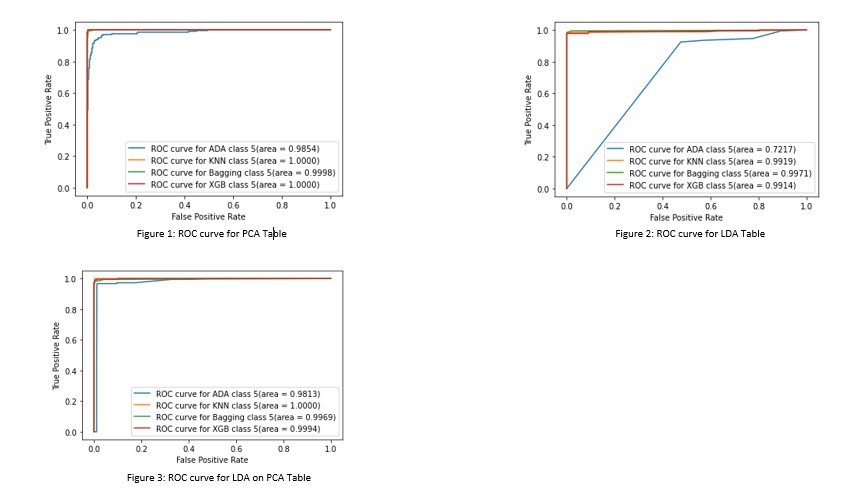 1.0
0.8
0.6
0.4
0.2
0.0
True Positive Rate
ROC curve for ADA class 5(area = 0.9854)
ROC curve for KNN class 5(area = 1.0000)
ROC curve for Bagging class 5(area = 0.9998)
ROC curve for XGB class 5(area = 1.0000)
0.0 0.2 0.4 0.6 0.8 1.0
False Positive Rate
Figure 1: ROC curve for PCA Table
1.0
0.8
0.6
0.4
0.2
0.0
True Positive Rate
ROC curve for ADA class 5(area = 0.7217)
ROC curve for KNN class 5(area = 0.9919)
ROC curve for Bagging class 5(area = 0.9971)
ROC curve for XGB class 5(area = 0.9914)
0.0 0.2 0.4 0.6 0.8 1.0
False Positive Rate
Figure 2: ROC curve for LDA Table
1.0
0.8
0.6
0.4
0.2
0.0
True Positive Rate
ROC curve for ADA class 5(area = 0.9813)
ROC curve for KNN class 5(area = 1.0000)
ROC curve for Bagging class 5(area = 0.9969)
ROC curve for XGB class 5(area = 0.9994)
0.0 0.2 0.4 0.6 0.8 1.0
False Positive Rate
Figure 3: ROC curve for LDA on PCA Table